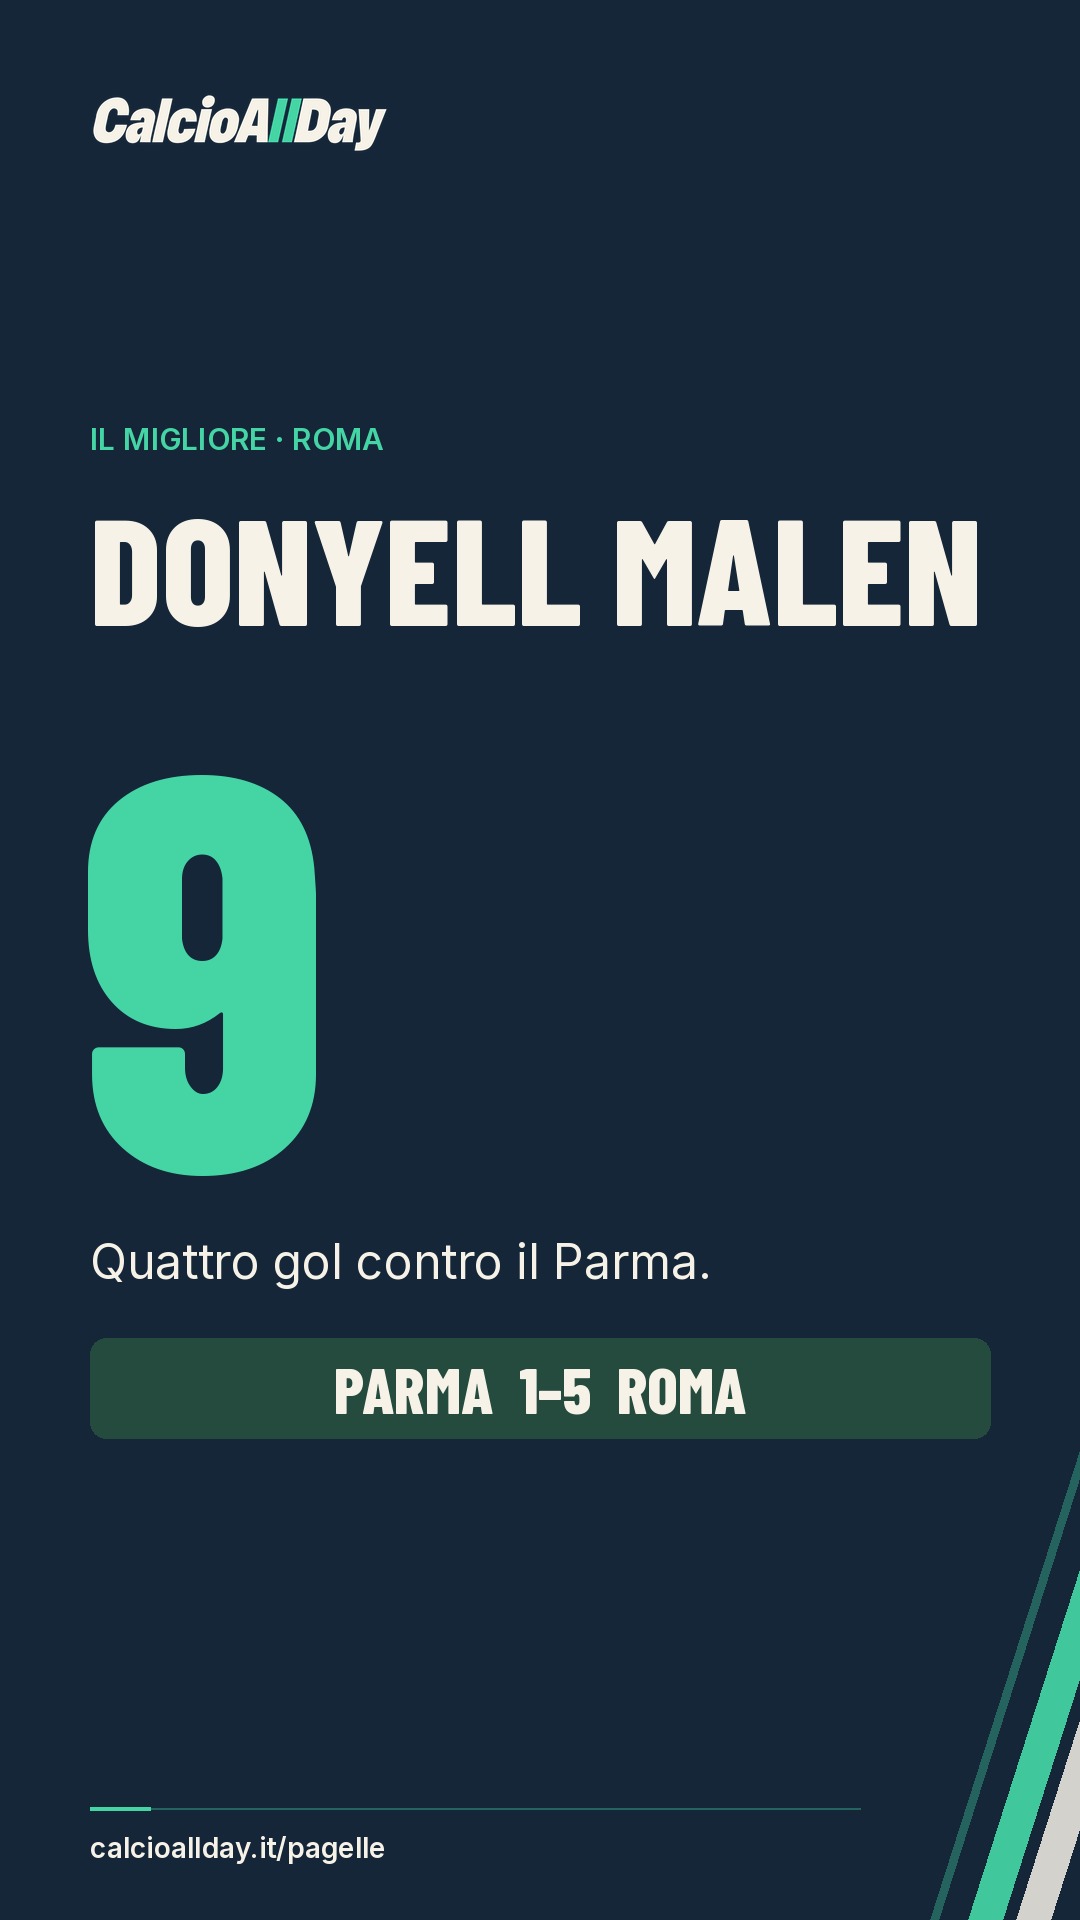 CalcioAllDay
IL MIGLIORE · ROMA
DONYELL MALEN
9
Quattro gol contro il Parma.
PARMA 1–5 ROMA
calcioallday.it/pagelle